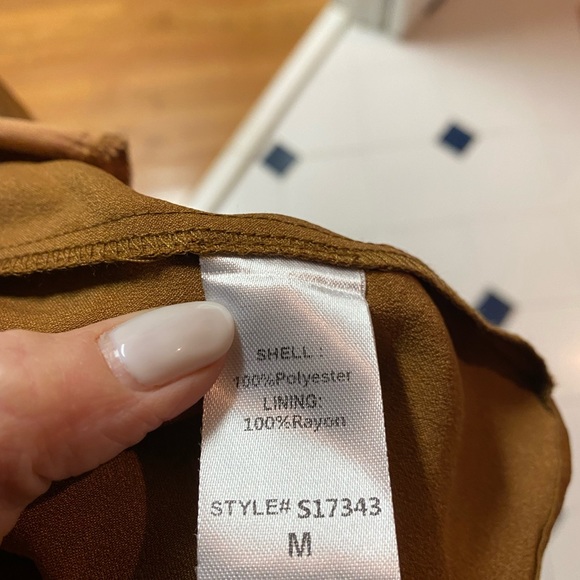 SHELL :
100%Polyester
LINING:
100%Rayon
STYLE# S17343
M